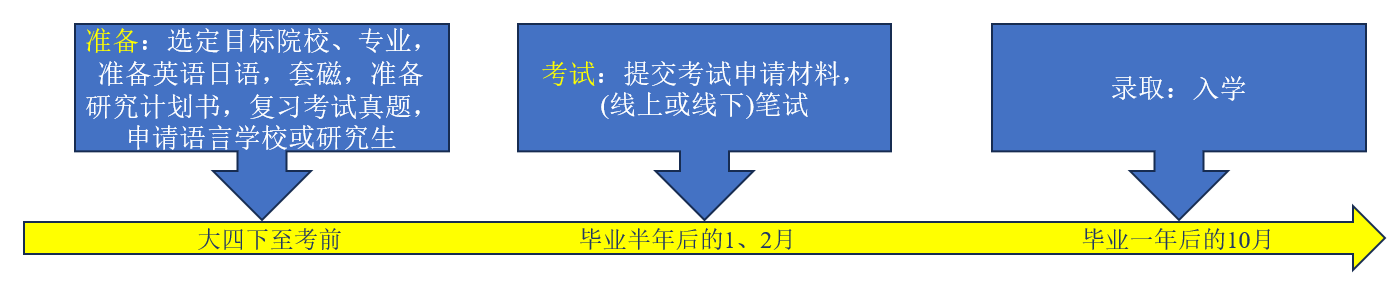 准备：选定目标院校、专业，
准备英语日语，套磁，准备
研究计划书，复习考试真题，
申请语言学校或研究生
考试：提交考试申请材料，
(线上或线下)笔试
录取：入学
大四下至考前
毕业半年后的1、2月
毕业一年后的10月